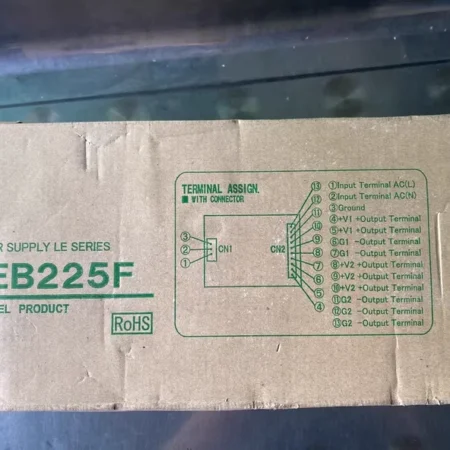 R SUPPLY LE SERIES
EB225F
EL PRODUCT
RoHS
TERMINAL ASSIGN.
■ WITH CONNECTOR
③
②
①
CN1
CN2
⑬
⑫
⑪
⑩
⑨
⑧
⑦
⑥
⑤
④
①Input Terminal AC(L)
②Input Terminal AC(N)
③Ground
④+V1 +Output Terminal
⑤+V1 +Output Terminal
⑥G1 -Output Terminal
⑦G1 -Output Terminal
⑧+V2 +Output Terminal
⑨+V2 +Output Terminal
⑩+V2 +Output Terminal
⑪G2 -Output Terminal
⑫G2 -Output Terminal
⑬G2 -Output Terminal